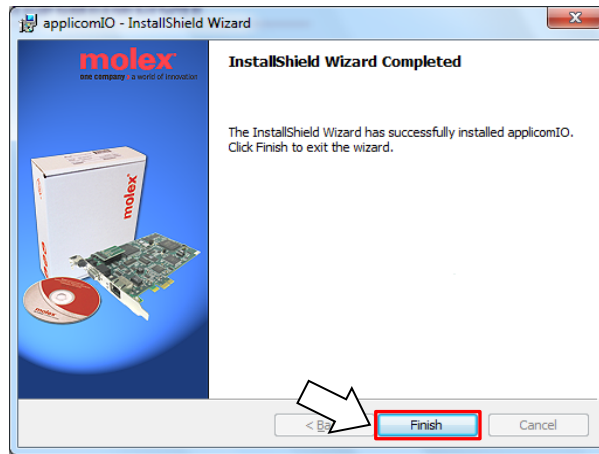 applicomIO - InstallShield Wizard
molex
one company › a world of innovation
InstallShield Wizard Completed
The InstallShield Wizard has successfully installed applicomIO.
Click Finish to exit the wizard.
molex
molex
Finish
Cancel